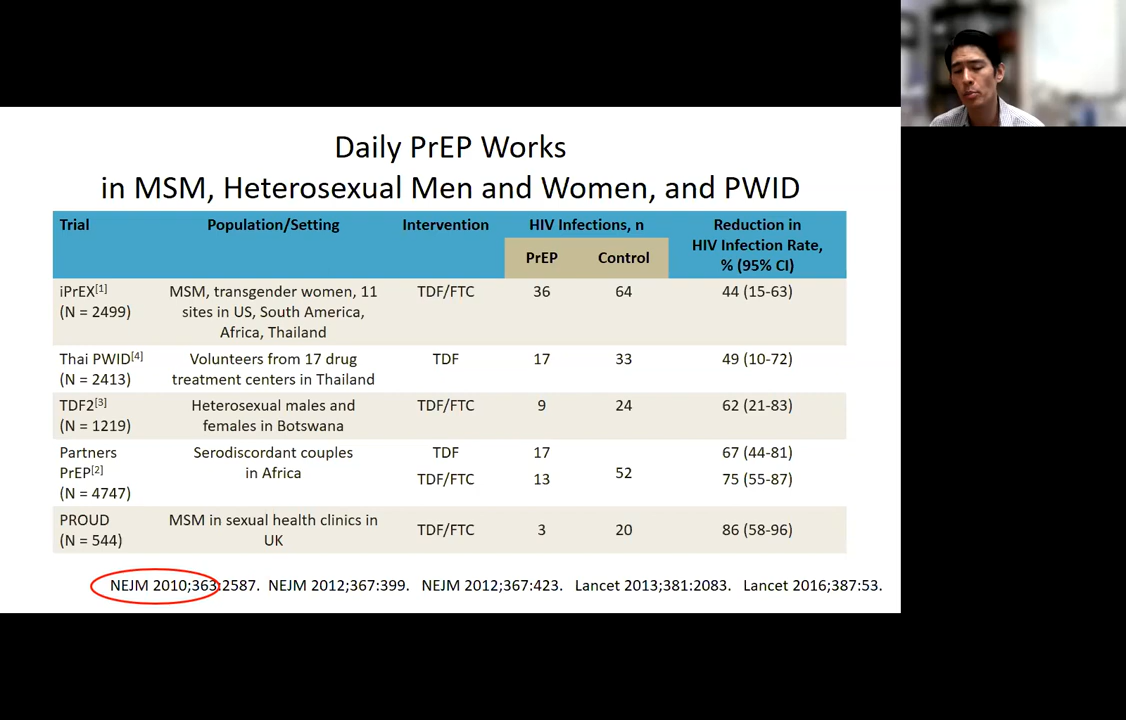 Daily PrEP Works
in MSM, Heterosexual Men and Women, and PWID
Trial Population/Setting Intervention HIV Infections, n Reduction in HIV Infection Rate, % (95% CI)
PrEP Control
iPrEX[1] MSM, transgender women, 11 TDF/FTC 36 64 44 (15-63)
(N = 2499) sites in US, South America,
Africa, Thailand
Thai PWID[4] Volunteers from 17 drug TDF 17 33 49 (10-72)
(N = 2413) treatment centers in Thailand
TDF2[3] Heterosexual males and TDF/FTC 9 24 62 (21-83)
(N = 1219) females in Botswana
Partners Serodiscordant couples TDF 17 67 (44-81)
PrEP[2] in Africa TDF/FTC 13 52 75 (55-87)
(N = 4747)
PROUD MSM in sexual health clinics in TDF/FTC 3 20 86 (58-96)
(N = 544) UK
NEJM 2010;363:2587. NEJM 2012;367:399. NEJM 2012;367:423. Lancet 2013;381:2083. Lancet 2016;387:53.